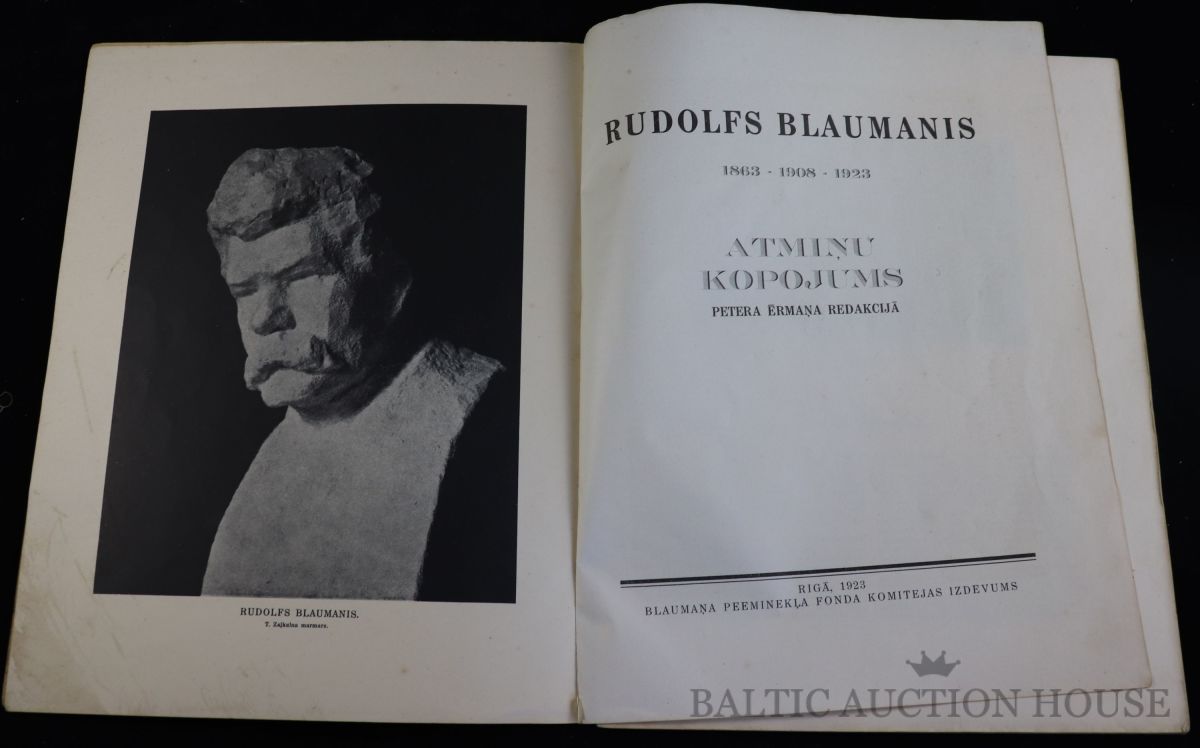 RUDOLFS BLAUMANIS.
T. Zaļkalna marmars.
RUDOLFS BLAUMANIS
1863 - 1908 - 1923
ATMIŅU
KOPOJUMS
PETERA ĒRMAŅA REDAKCIJĀ
RIGĀ, 1923
BLAUMAŅA PEEMINEKĻA FONDA KOMITEJAS IZDEVUMS
BALTIC AUCTION HOUSE